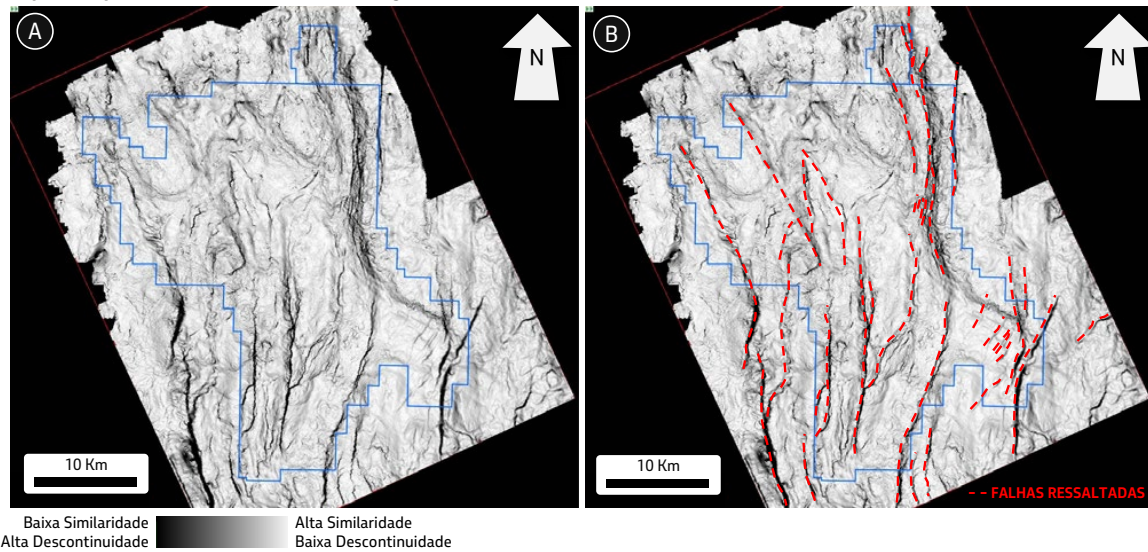 A
N
10 Km
B
N
10 Km
- - FALHAS RESSALTADAS
Baixa Similaridade
Alta Descontinuidade
Alta Similaridade
Baixa Descontinuidade